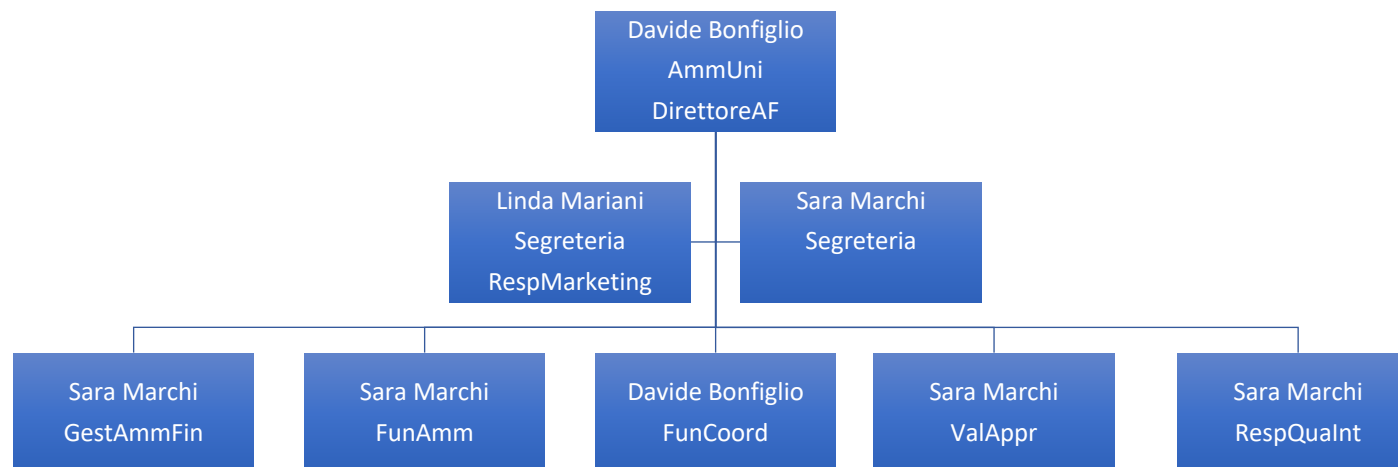 Davide Bonfiglio
AmmUni
DirettoreAF
Linda Mariani
Segreteria
RespMarketing
Sara Marchi
Segreteria
Sara Marchi
GestAmmFin
Sara Marchi
FunAmm
Davide Bonfiglio
FunCoord
Sara Marchi
ValAppr
Sara Marchi
RespQuaInt